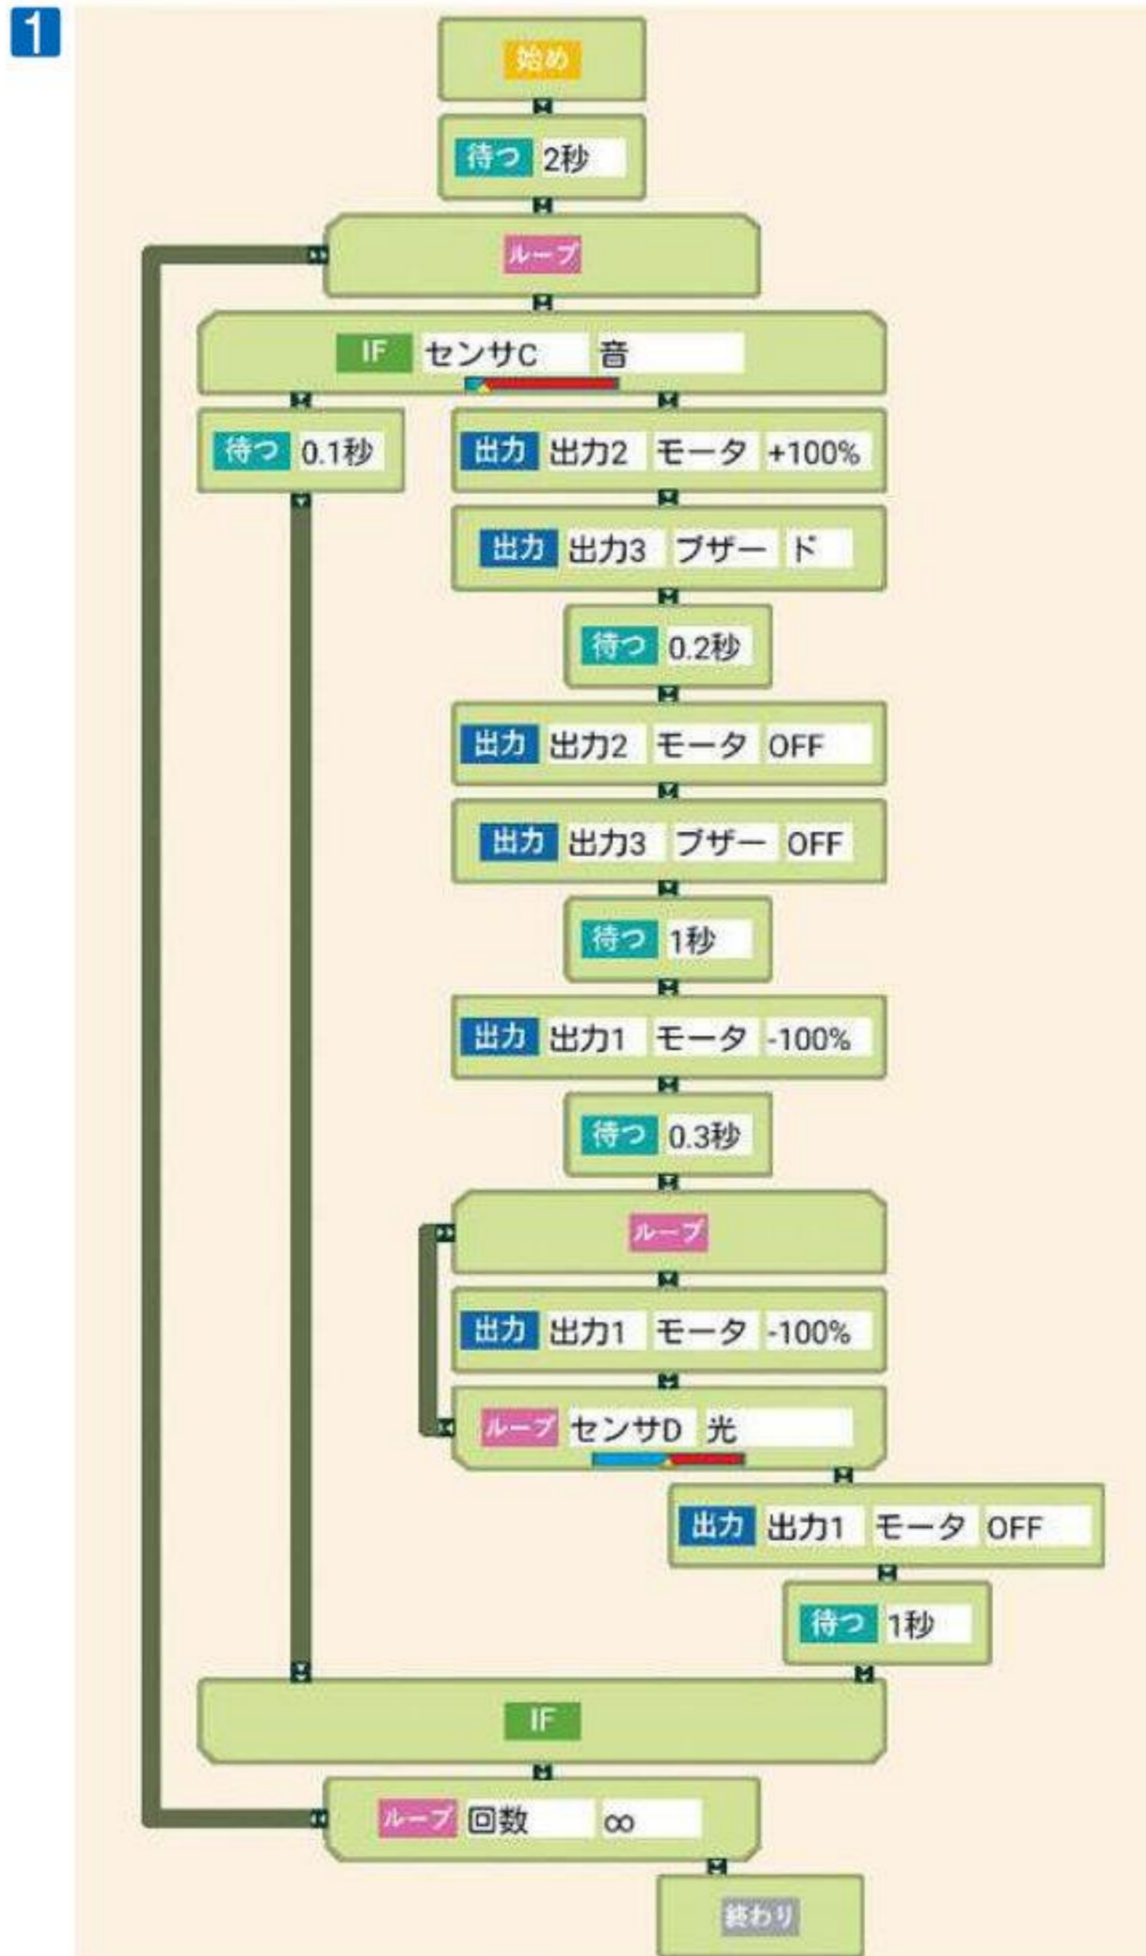 1
始め
待つ 2秒
ループ
IF センサC 音
待つ 0.1秒
出力 出力2 モータ +100%
出力 出力3 ブザー ド
待つ 0.2秒
出力 出力2 モータ OFF
出力 出力3 ブザー OFF
待つ 1秒
出力 出力1 モータ -100%
待つ 0.3秒
ループ
出力 出力1 モータ -100%
ループ センサD 光
出力 出力1 モータ OFF
待つ 1秒
IF
ループ 回数 ∞
終わり